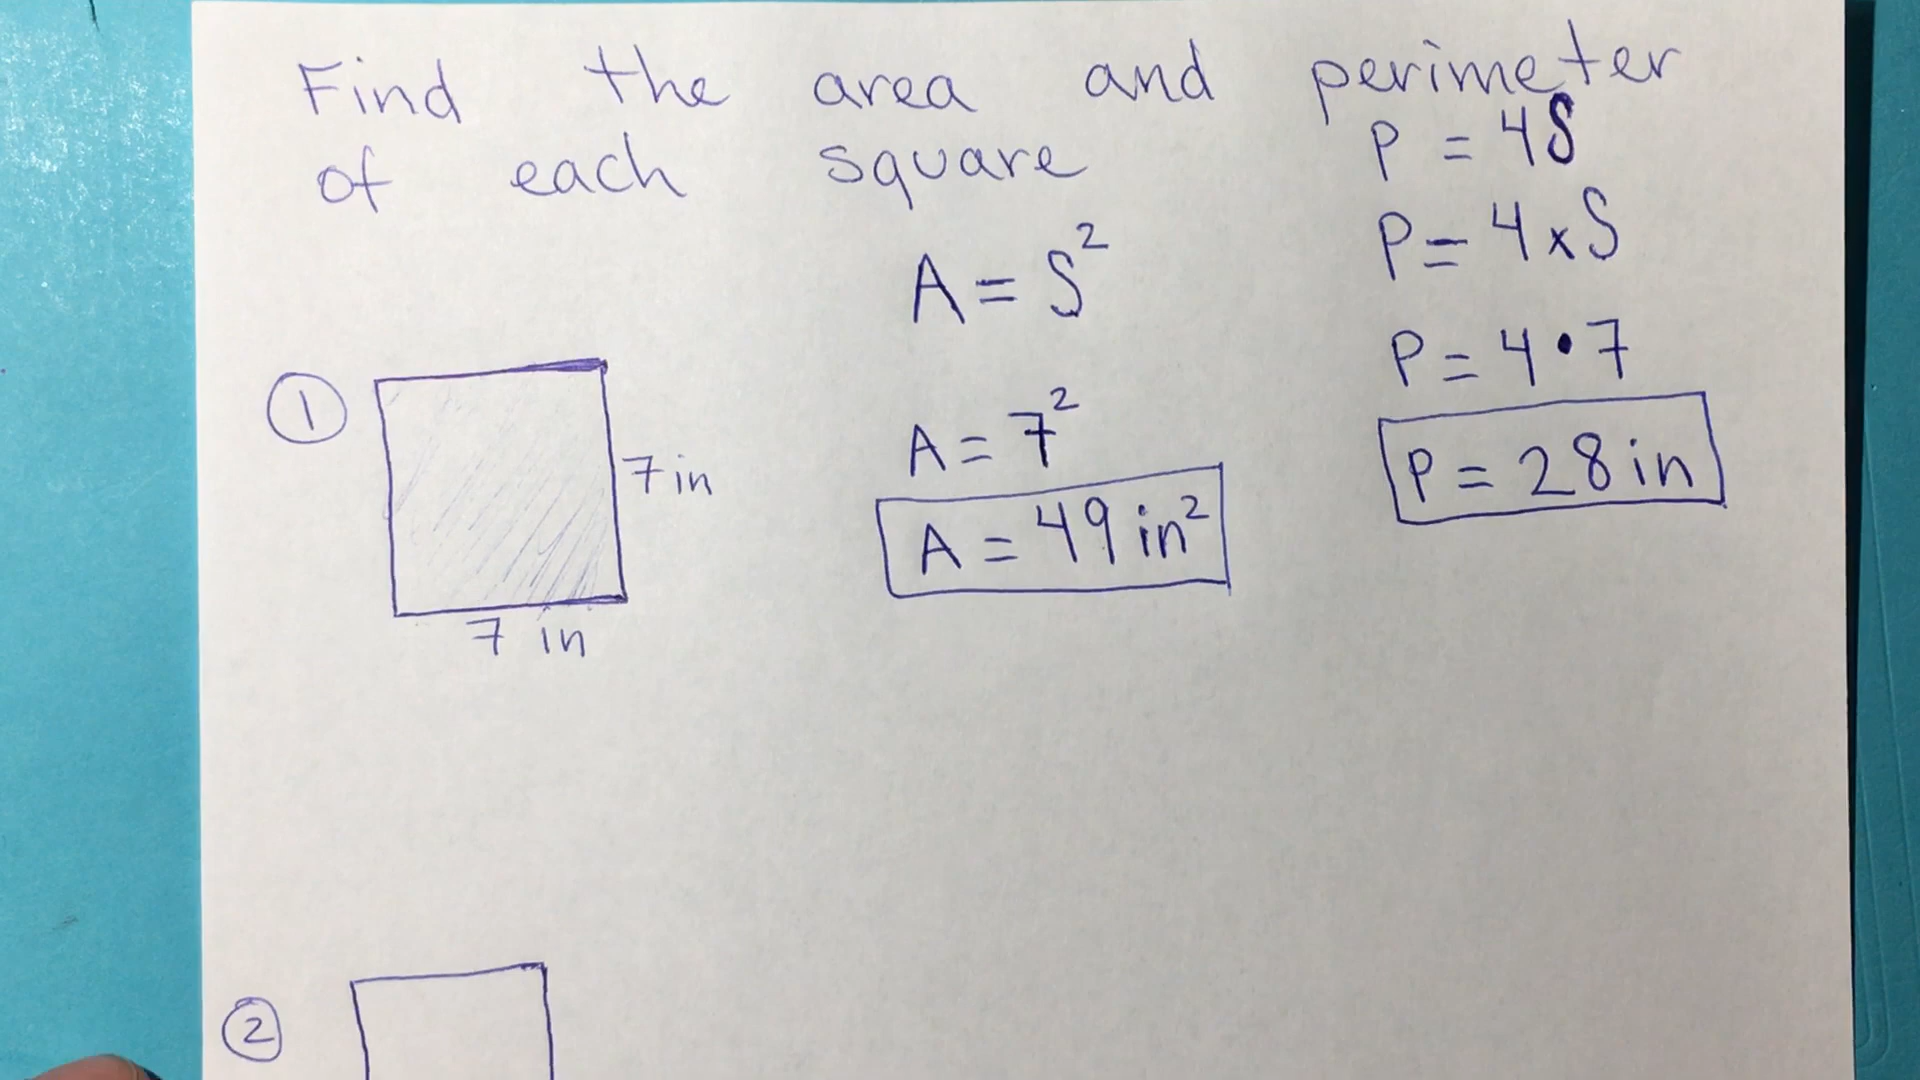 Find the area and perimeter
of each square
P = 4S
P = 4 x S
A = S²
P = 4 • 7
1
7 in
A = 7²
P = 28 in
A = 49 in²
7 in
2